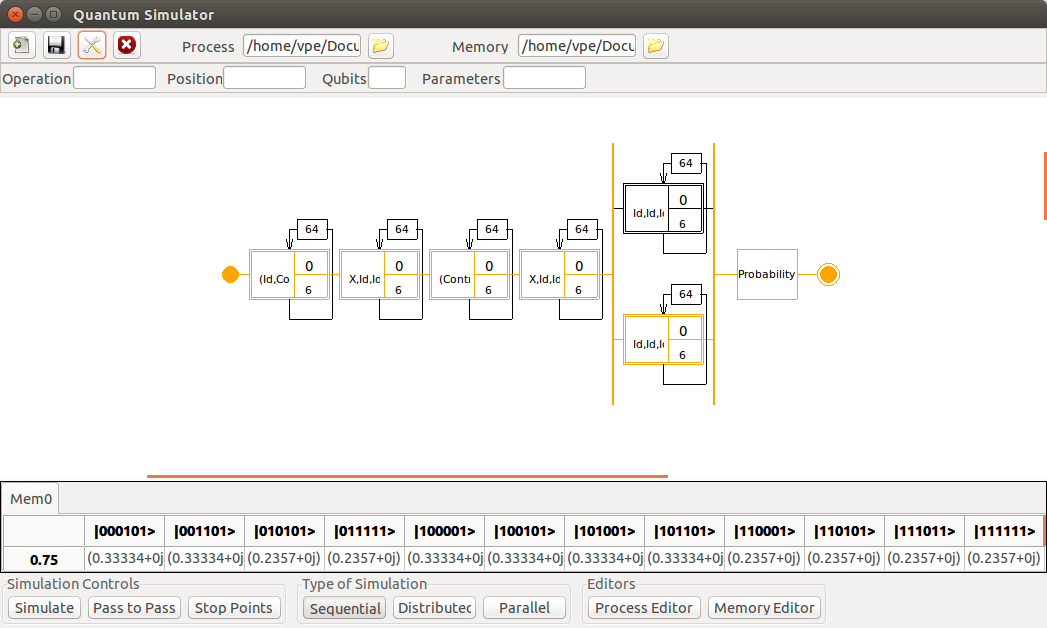 Quantum Simulator
Process /home/vpe/Docu Memory /home/vpe/Docu
Operation Position Qubits Parameters
64
0
Id,Id,I
6
64 64 64 64
0 0 0 0
(Id,Co X,Id,Id (Contr X,Id,Id Probability
6 6 6 6
64
0
Id,Id,I
6
Mem0
|000101> |001101> |010101> |011111> |100001> |100101> |101001> |101101> |110001> |110101> |111011> |111111>
0.75 (0.33334+0j (0.33334+0j (0.2357+0j) (0.2357+0j) (0.33334+0j (0.33334+0j (0.33334+0j (0.33334+0j (0.2357+0j) (0.2357+0j) (0.2357+0j) (0.2357+0j)
Simulation Controls Type of Simulation Editors
Simulate Pass to Pass Stop Points Sequential Distributec Parallel Process Editor Memory Editor